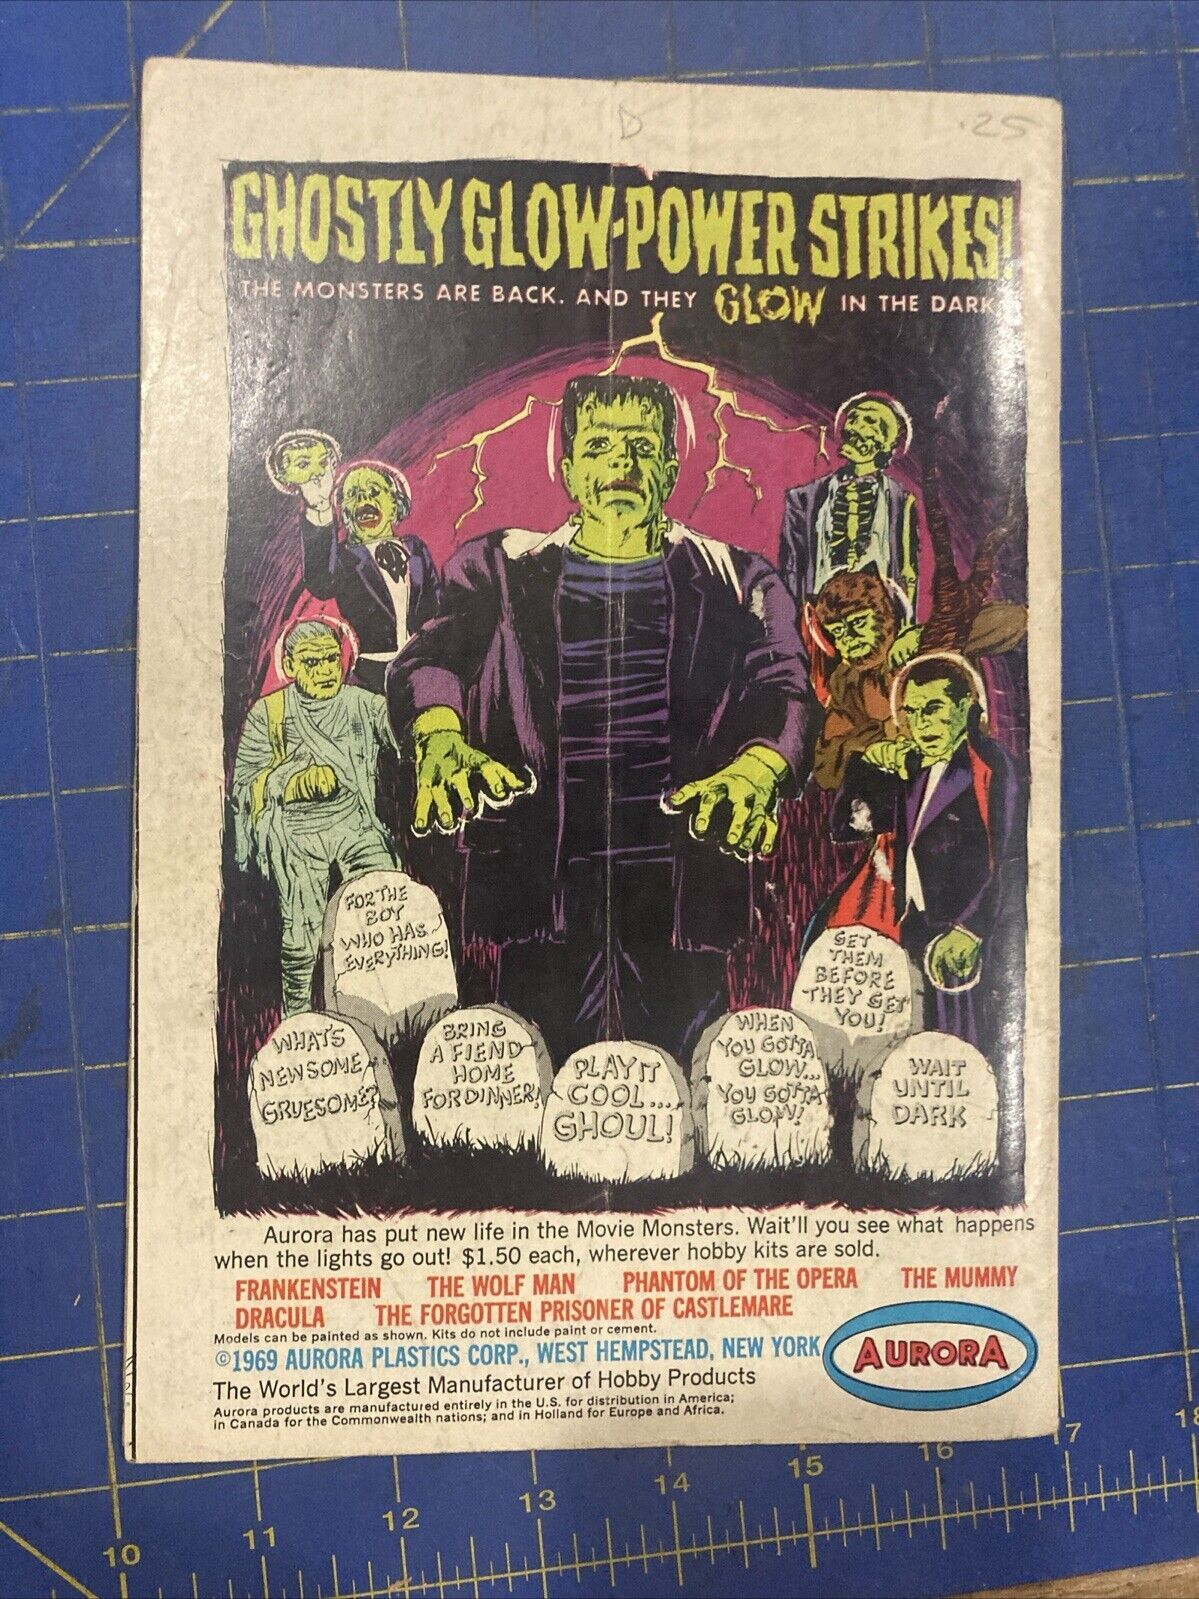 D
.25
GHOSTLY GLOW-POWER STRIKES!
THE MONSTERS ARE BACK. AND THEY GLOW IN THE DARK.
FOR THE
BOY
WHO HAS
EVERYTHING!
GET
THEM
BEFORE
THEY GET
YOU!
WHAT'S
NEWSOME
GRUESOME?
BRING
A FIEND
HOME
FOR DINNER!
PLAY IT
COOL...
GHOUL!
WHEN
YOU GOTTA
GLOW...
YOU GOTTA
GLOW!
WAIT
UNTIL
DARK
Aurora has put new life in the Movie Monsters. Wait'll you see what happens
when the lights go out! $1.50 each, wherever hobby kits are sold.
FRANKENSTEIN THE WOLF MAN PHANTOM OF THE OPERA THE MUMMY
DRACULA THE FORGOTTEN PRISONER OF CASTLEMARE
Models can be painted as shown. Kits do not include paint or cement.
©1969 AURORA PLASTICS CORP., WEST HEMPSTEAD, NEW YORK
AURORA
The World's Largest Manufacturer of Hobby Products
Aurora products are manufactured entirely in the U.S. for distribution in America;
in Canada for the Commonwealth nations; and in Holland for Europe and Africa.
10 11 12 13 14 15 16 17 18